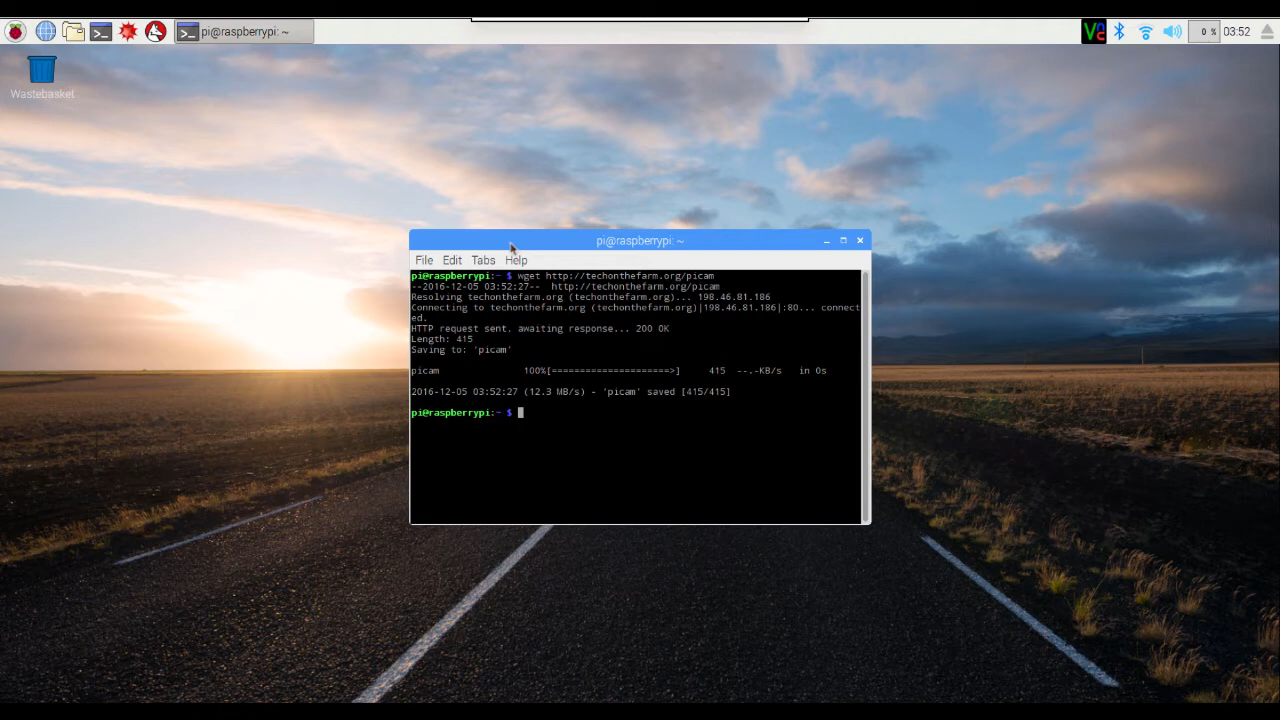 pi@raspberrypi: ~
Vnc
0 %
03:52
Wastebasket
pi@raspberrypi: ~
File Edit Tabs Help
pi@raspberrypi:~ $ wget http://techonthefarm.org/picam
--2016-12-05 03:52:27--  http://techonthefarm.org/picam
Resolving techonthefarm.org (techonthefarm.org)... 198.46.81.186
Connecting to techonthefarm.org (techonthefarm.org)|198.46.81.186|:80... connect
ed.
HTTP request sent, awaiting response... 200 OK
Length: 415
Saving to: 'picam'
picam               100%[=====================>]     415  --.-KB/s   in 0s
2016-12-05 03:52:27 (12.3 MB/s) - 'picam' saved [415/415]
pi@raspberrypi:~ $